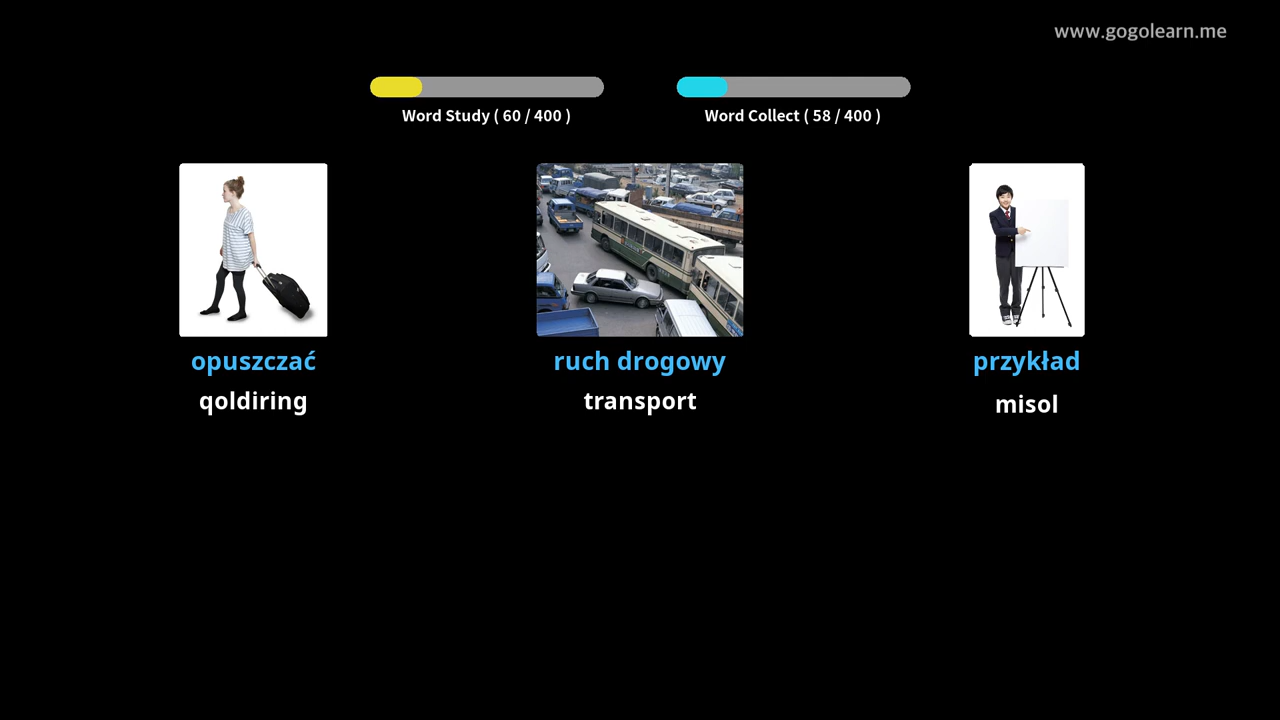 www.gogolearn.me
Word Study ( 60 / 400 )
Word Collect ( 58 / 400 )
opuszczać
qoldiring
ruch drogowy
transport
przykład
misol